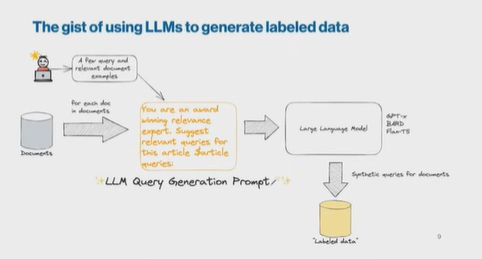 The gist of using LLMs to generate labeled data
A few query and
relevant document
examples
For each doc
in documents
You are an award
winning relevance
expert. Suggest
relevant queries for
this article $article
queries:
Documents
LLM Query Generation Prompt
Large Language Model
GPT-x
BARD
Flan-T5
Synthetic queries for documents
"Labeled data"
9